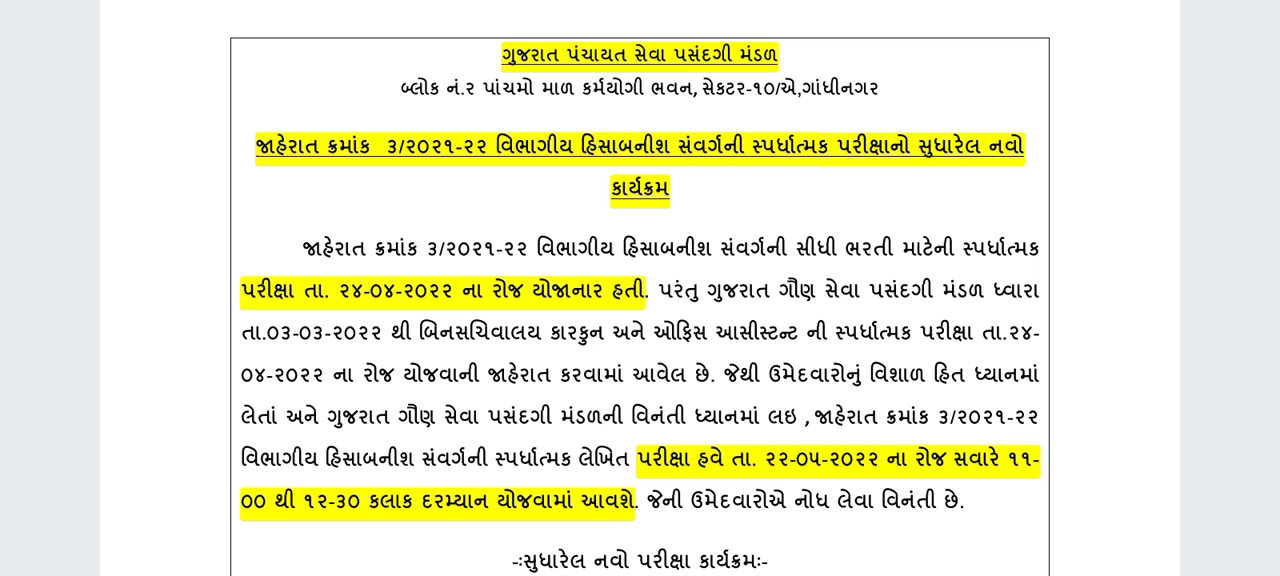 ગુજરાત પંચાયત સેવા પસંદગી મંડળ
બ્લોક નં.૨ પાંચમો માળ કર્મયોગી ભવન, સેકટર-૧૦/એ,ગાંધીનગર
જાહેરાત ક્રમાંક 3/૨૦૨૧-૨૨ વિભાગીય હિસાબનીશ સંવર્ગની સ્પર્ધાત્મક પરીક્ષાનો સુધારેલ નવો
કાર્યક્રમ
જાહેરાત ક્રમાંક 3/૨૦૨૧-૨૨ વિભાગીય હિસાબનીશ સંવર્ગની સીધી ભરતી માટેની સ્પર્ધાત્મક
પરીક્ષા તા. ૨૪-૦૪-૨૦૨૨ ના રોજ યોજાનાર હતી. પરંતુ ગુજરાત ગૌણ સેવા પસંદગી મંડળ ધ્વારા
તા.૦૩-૦૩-૨૦૨૨ થી બિનસચિવાલય કારકુન અને ઓફિસ આસીસ્ટન્ટ ની સ્પર્ધાત્મક પરીક્ષા તા.૨૪-
૦૪-૨૦૨૨ ના રોજ યોજવાની જાહેરાત કરવામાં આવેલ છે. જેથી ઉમેદવારોનું વિશાળ હિત ધ્યાનમાં
લેતાં અને ગુજરાત ગૌણ સેવા પસંદગી મંડળની વિનંતી ધ્યાનમાં લઇ , જાહેરાત ક્રમાંક 3/૨૦૨૧-૨૨
વિભાગીય હિસાબનીશ સંવર્ગની સ્પર્ધાત્મક લેખિત પરીક્ષા હવે તા. ૨૨-૦૫-૨૦૨૨ ના રોજ સવારે ૧૧-
૦૦ થી ૧૨-૩૦ કલાક દરમ્યાન યોજવામાં આવશે. જેની ઉમેદવારોએ નોધ લેવા વિનંતી છે.
-ઃસુધારેલ નવો પરીક્ષા કાર્યક્રમઃ-